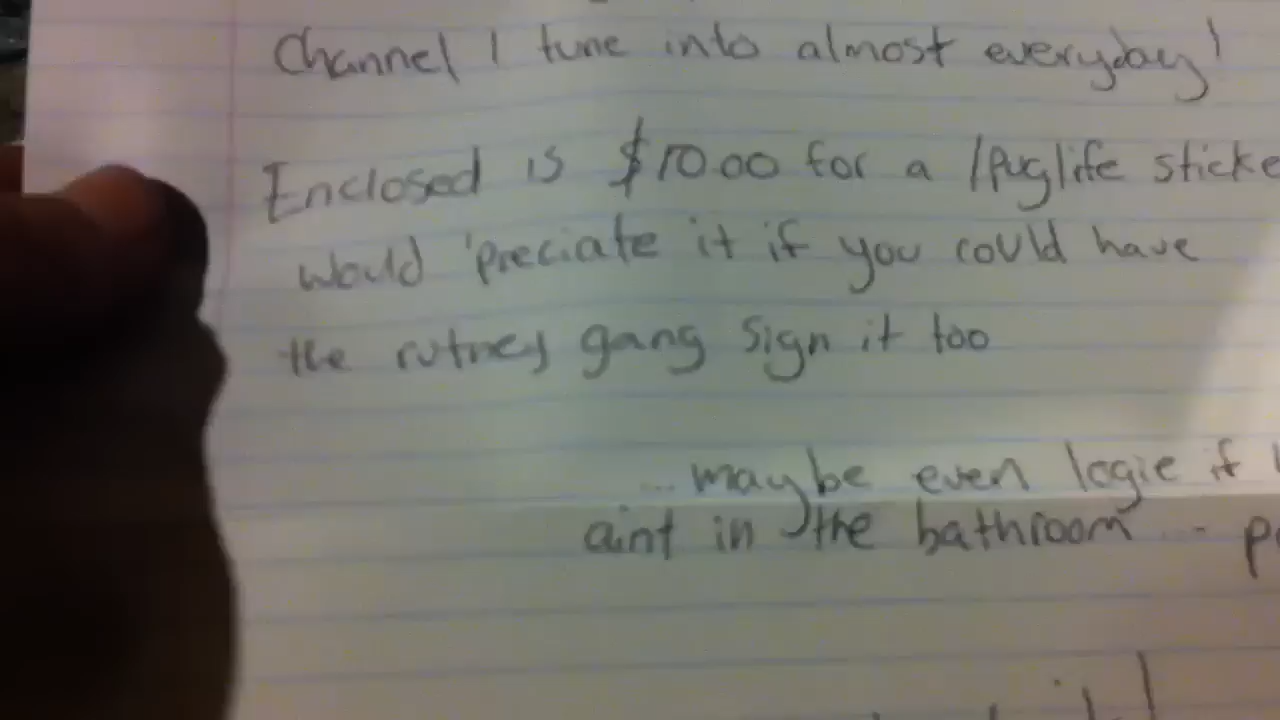 Channel I tune into almost everyday!
Enclosed is $10.00 for a /Puglife sticke
would 'preciate it if you could have
the rutney gang sign it too
... maybe even logie if
aint in the bathroom ...